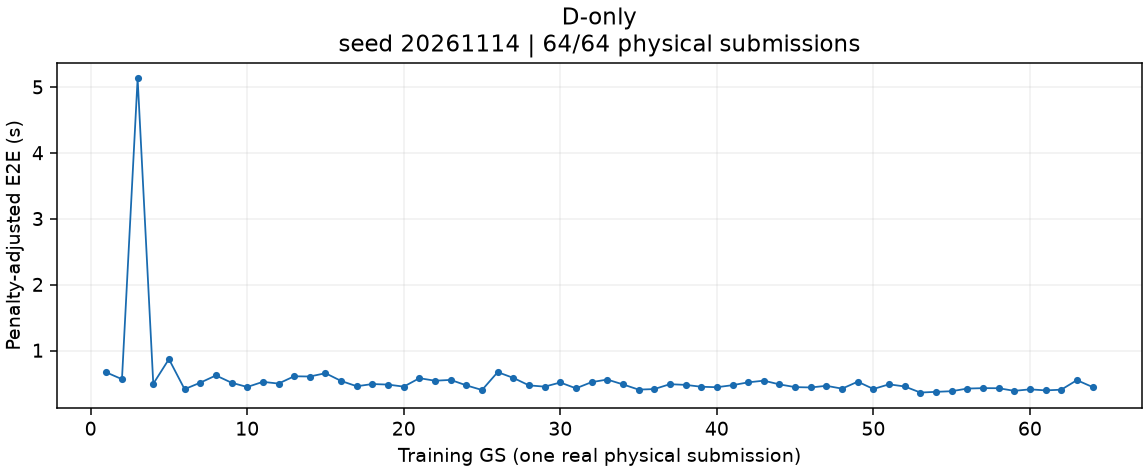 D-only
seed 20261114 | 64/64 physical submissions
Penalty-adjusted E2E (s)
5
4
3
2
1
0 10 20 30 40 50 60
Training GS (one real physical submission)